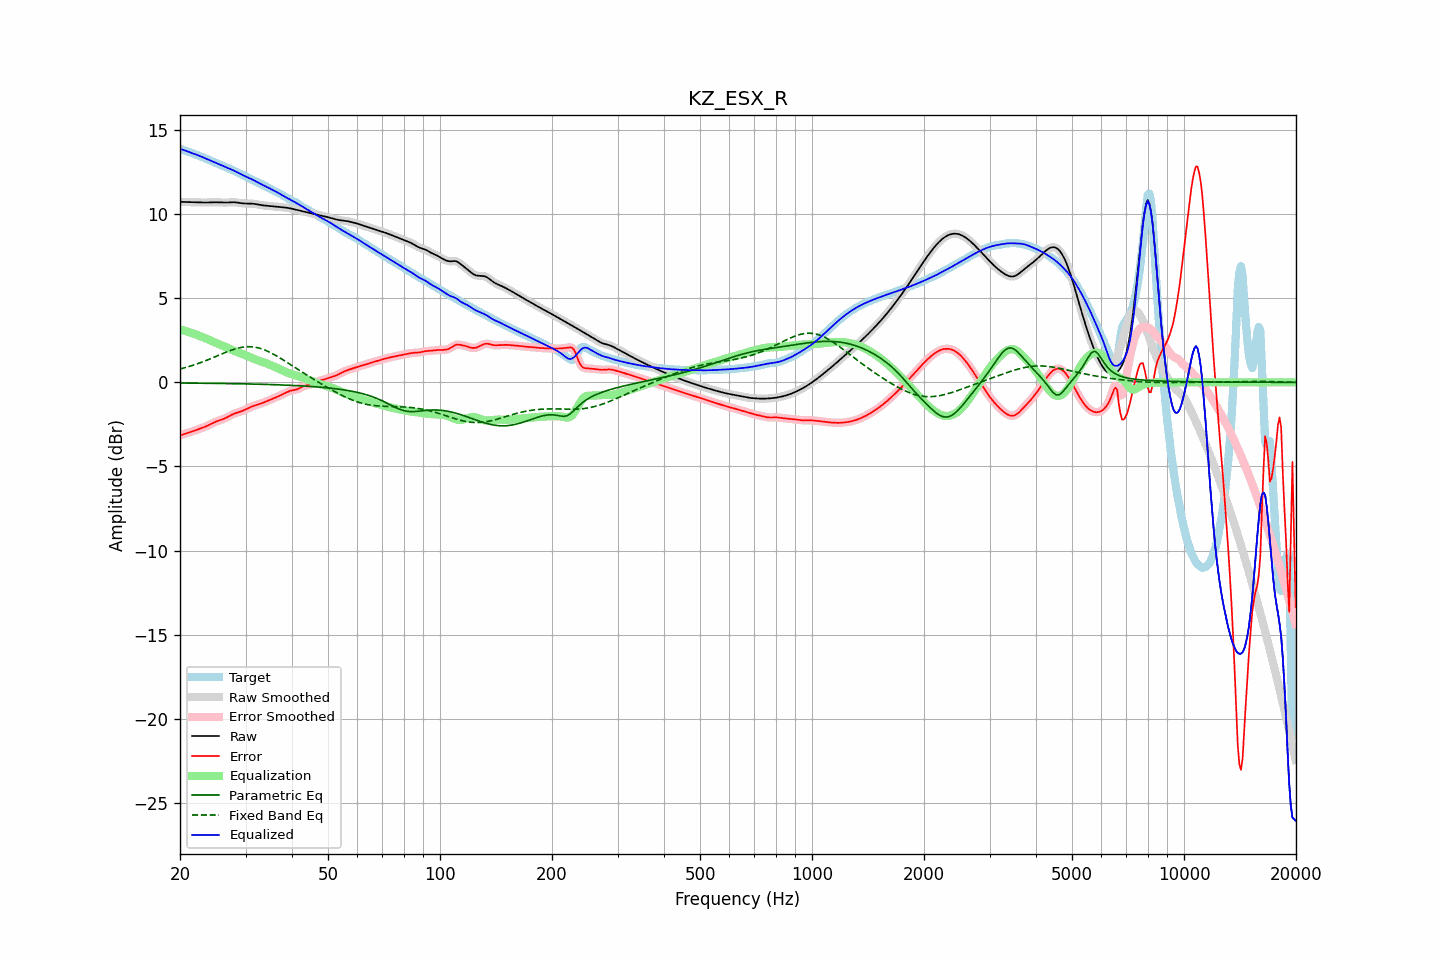 KZ_ESX_R
15
10
5
0
−5
−10
−15
−20
−25
Amplitude (dBr)
Target
Raw Smoothed
Error Smoothed
Raw
Error
Equalization
Parametric Eq
Fixed Band Eq
Equalized
20 50 100 200 500 1000 2000 5000 10000 20000
Frequency (Hz)